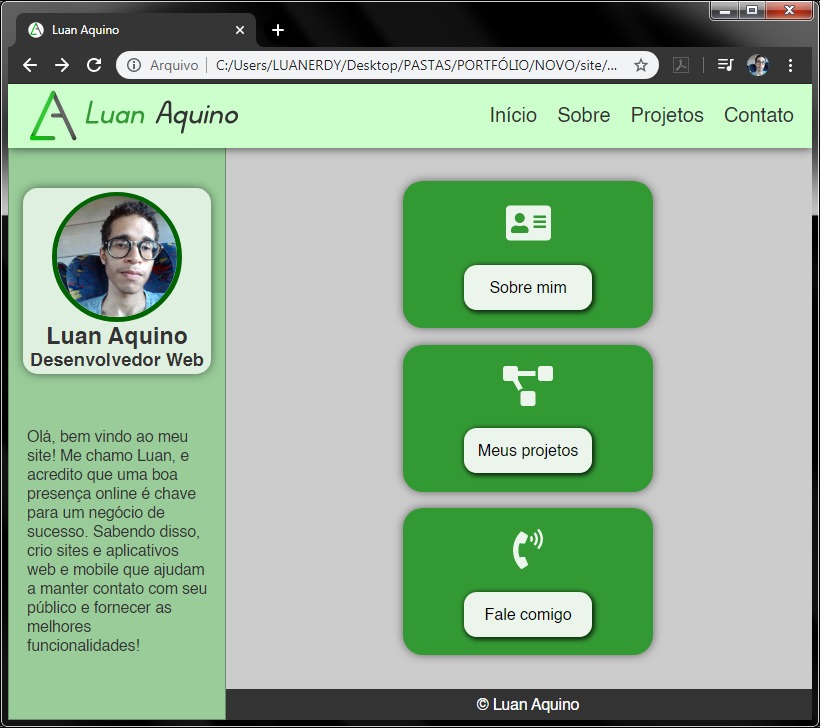 Luan Aquino
Arquivo
C:/Users/LUANERDY/Desktop/PASTAS/PORTFÓLIO/NOVO/site/...
Luan Aquino
Início Sobre Projetos Contato
Luan Aquino
Desenvolvedor Web
Olá, bem vindo ao meu
site! Me chamo Luan, e
acredito que uma boa
presença online é chave
para um negócio de
sucesso. Sabendo disso,
crio sites e aplicativos
web e mobile que ajudam
a manter contato com seu
público e fornecer as
melhores
funcionalidades!
Sobre mim
Meus projetos
Fale comigo
© Luan Aquino